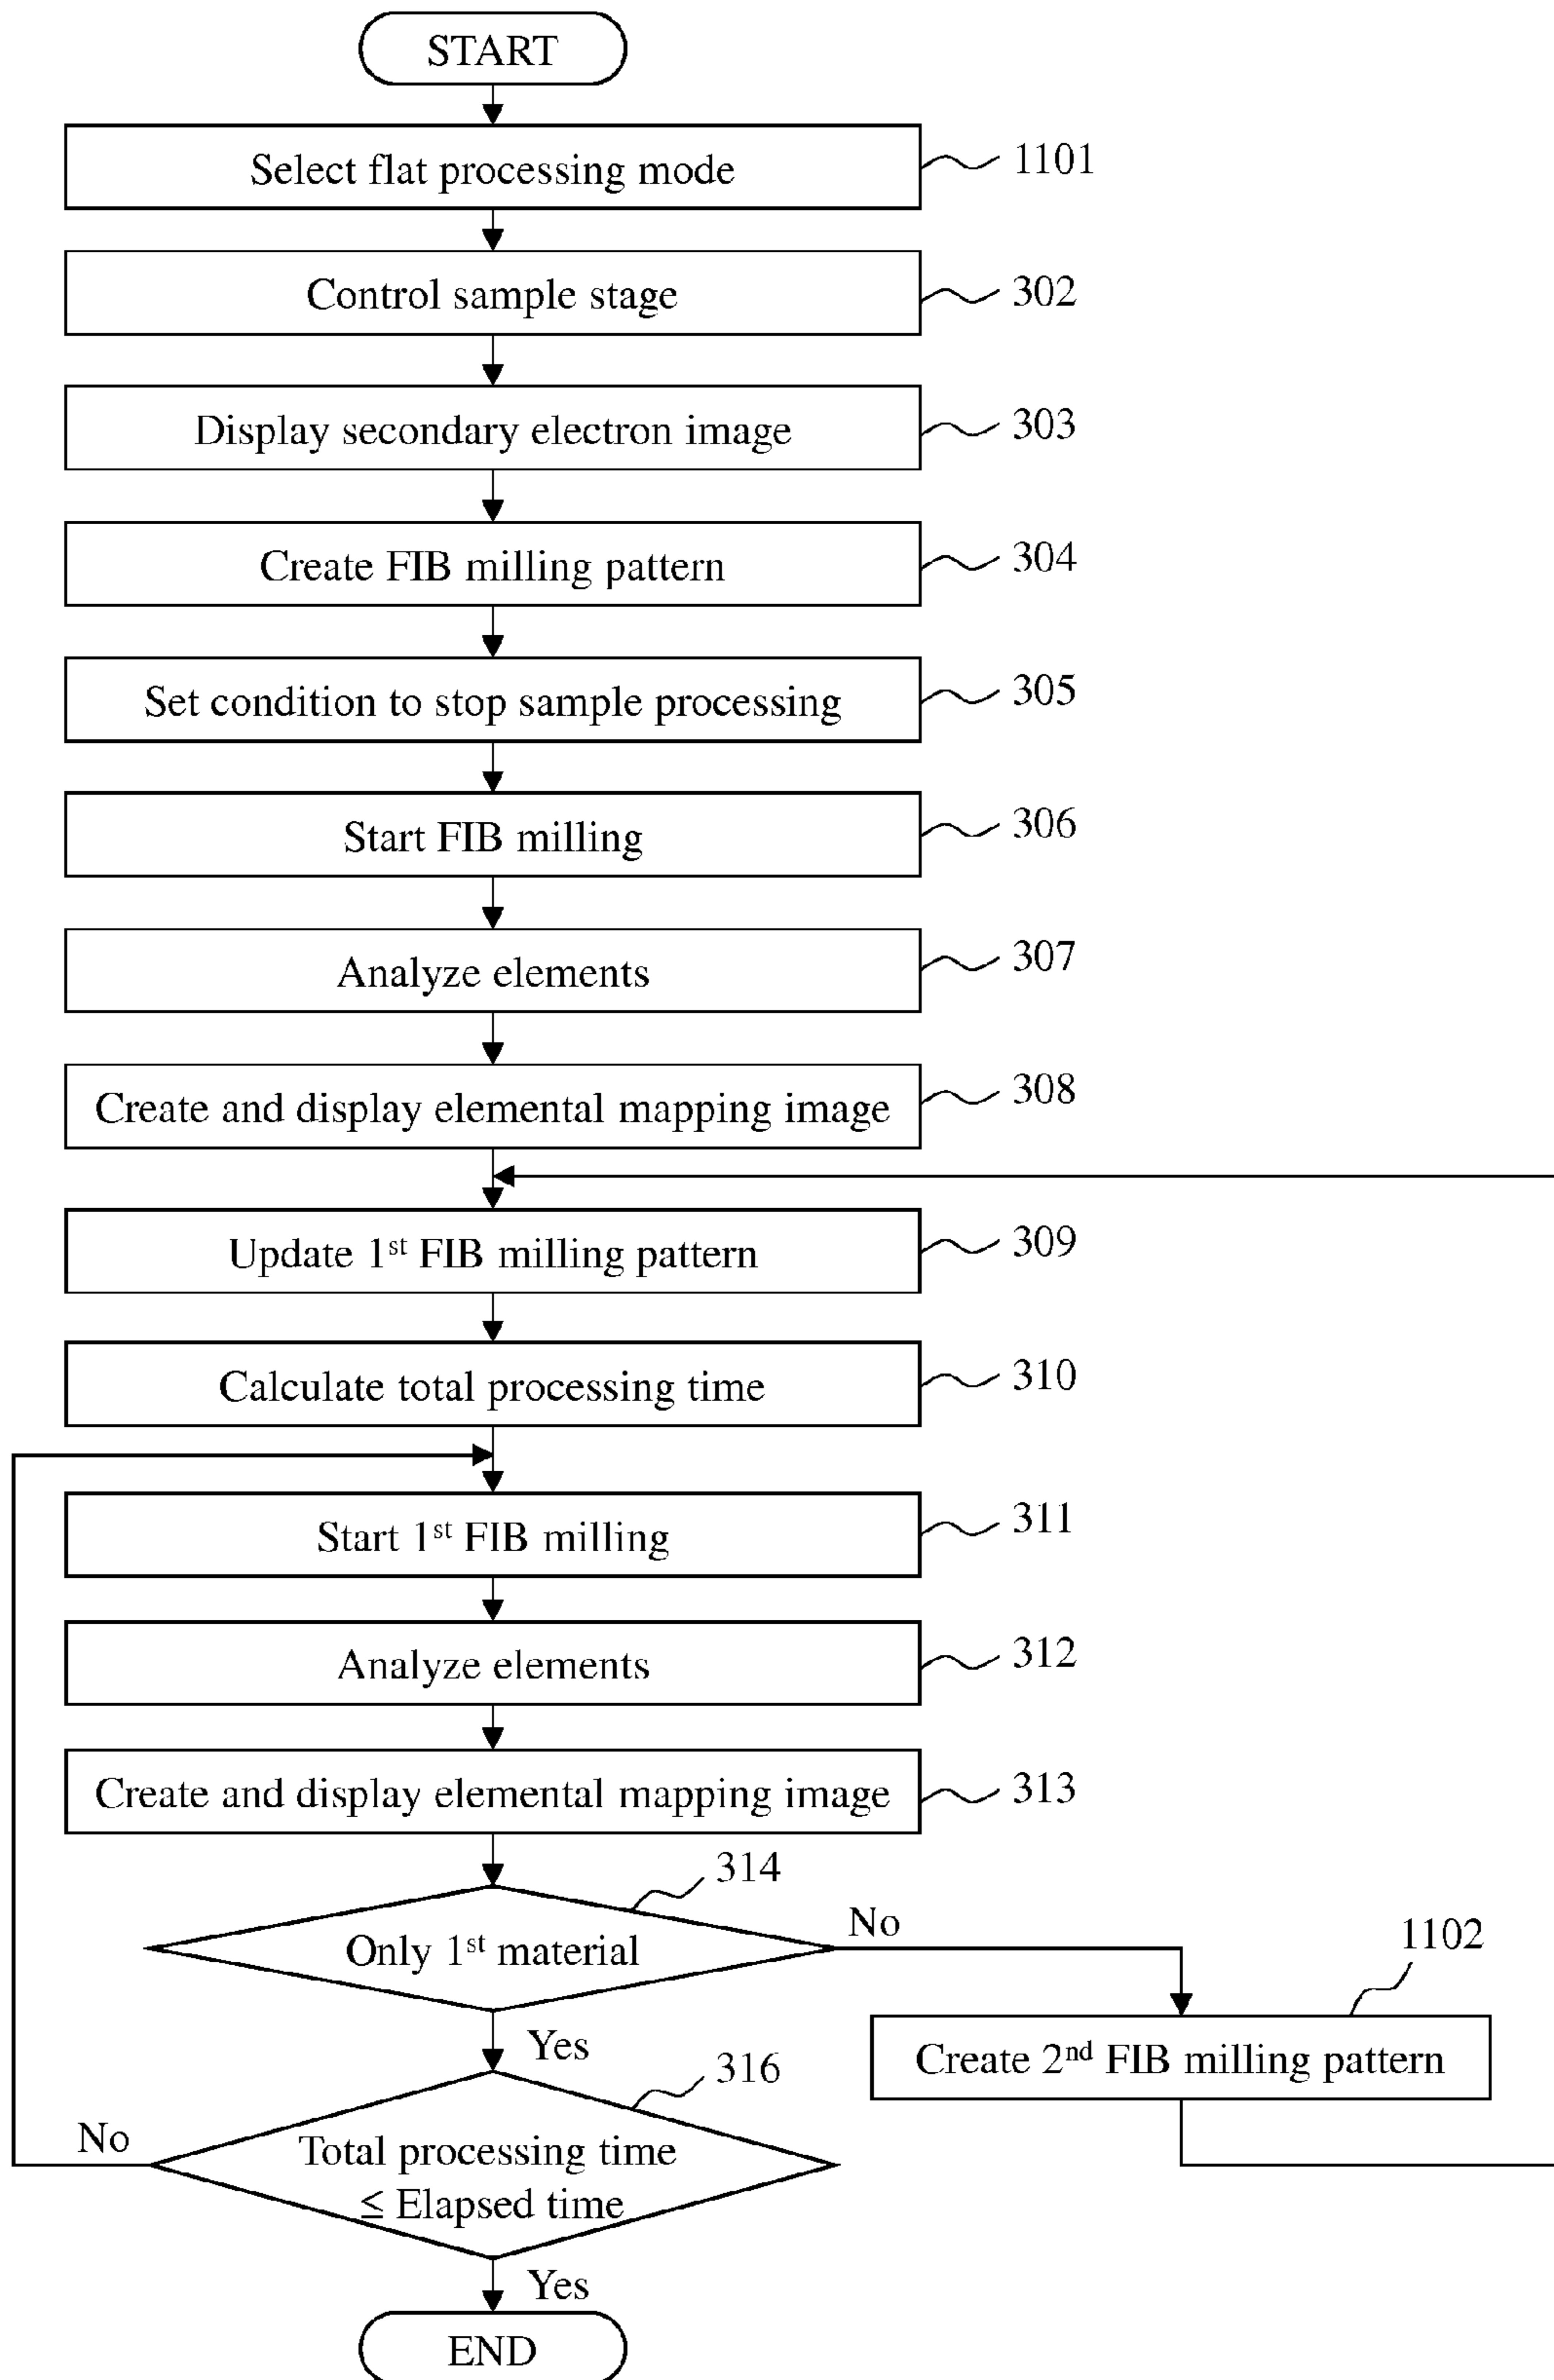 START
Select flat processing mode
1101
Control sample stage
302
Display secondary electron image
303
Create FIB milling pattern
304
Set condition to stop sample processing
305
Start FIB milling
306
Analyze elements
307
Create and display elemental mapping image
308
Update 1st FIB milling pattern
309
Calculate total processing time
310
Start 1st FIB milling
311
Analyze elements
312
Create and display elemental mapping image
313
314
Only 1st material
No
1102
Create 2nd FIB milling pattern
Yes
316
Total processing time
≤ Elapsed time
No
Yes
END